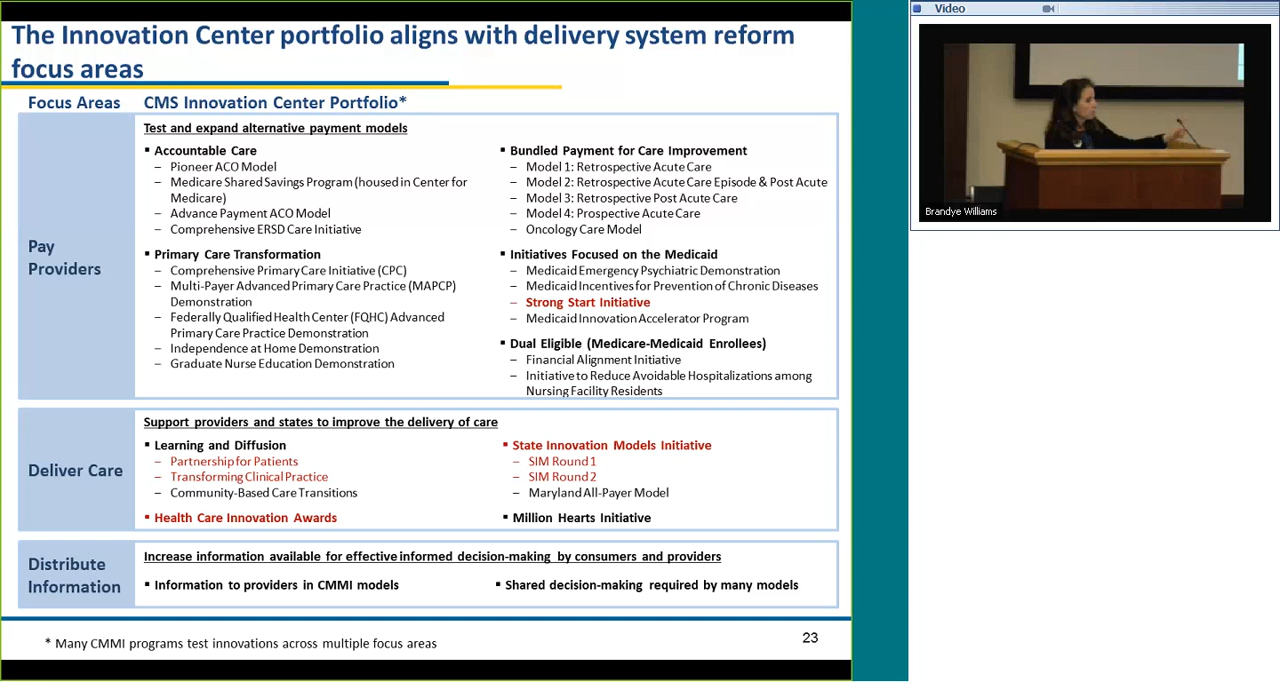 The Innovation Center portfolio aligns with delivery system reform
focus areas
Focus Areas
CMS Innovation Center Portfolio*
Pay
Providers
Test and expand alternative payment models
▪ Accountable Care
– Pioneer ACO Model
– Medicare Shared Savings Program (housed in Center for
Medicare)
– Advance Payment ACO Model
– Comprehensive ERSD Care Initiative
▪ Primary Care Transformation
– Comprehensive Primary Care Initiative (CPC)
– Multi-Payer Advanced Primary Care Practice (MAPCP)
Demonstration
– Federally Qualified Health Center (FQHC) Advanced
Primary Care Practice Demonstration
– Independence at Home Demonstration
– Graduate Nurse Education Demonstration
▪ Bundled Payment for Care Improvement
– Model 1: Retrospective Acute Care
– Model 2: Retrospective Acute Care Episode & Post Acute
– Model 3: Retrospective Post Acute Care
– Model 4: Prospective Acute Care
– Oncology Care Model
▪ Initiatives Focused on the Medicaid
– Medicaid Emergency Psychiatric Demonstration
– Medicaid Incentives for Prevention of Chronic Diseases
– Strong Start Initiative
– Medicaid Innovation Accelerator Program
▪ Dual Eligible (Medicare-Medicaid Enrollees)
– Financial Alignment Initiative
– Initiative to Reduce Avoidable Hospitalizations among
Nursing Facility Residents
Deliver Care
Support providers and states to improve the delivery of care
▪ Learning and Diffusion
– Partnership for Patients
– Transforming Clinical Practice
– Community-Based Care Transitions
▪ Health Care Innovation Awards
▪ State Innovation Models Initiative
– SIM Round 1
– SIM Round 2
– Maryland All-Payer Model
▪ Million Hearts Initiative
Distribute
Information
Increase information available for effective informed decision-making by consumers and providers
▪ Information to providers in CMMI models
▪ Shared decision-making required by many models
* Many CMMI programs test innovations across multiple focus areas
23
Video
Brandye Williams